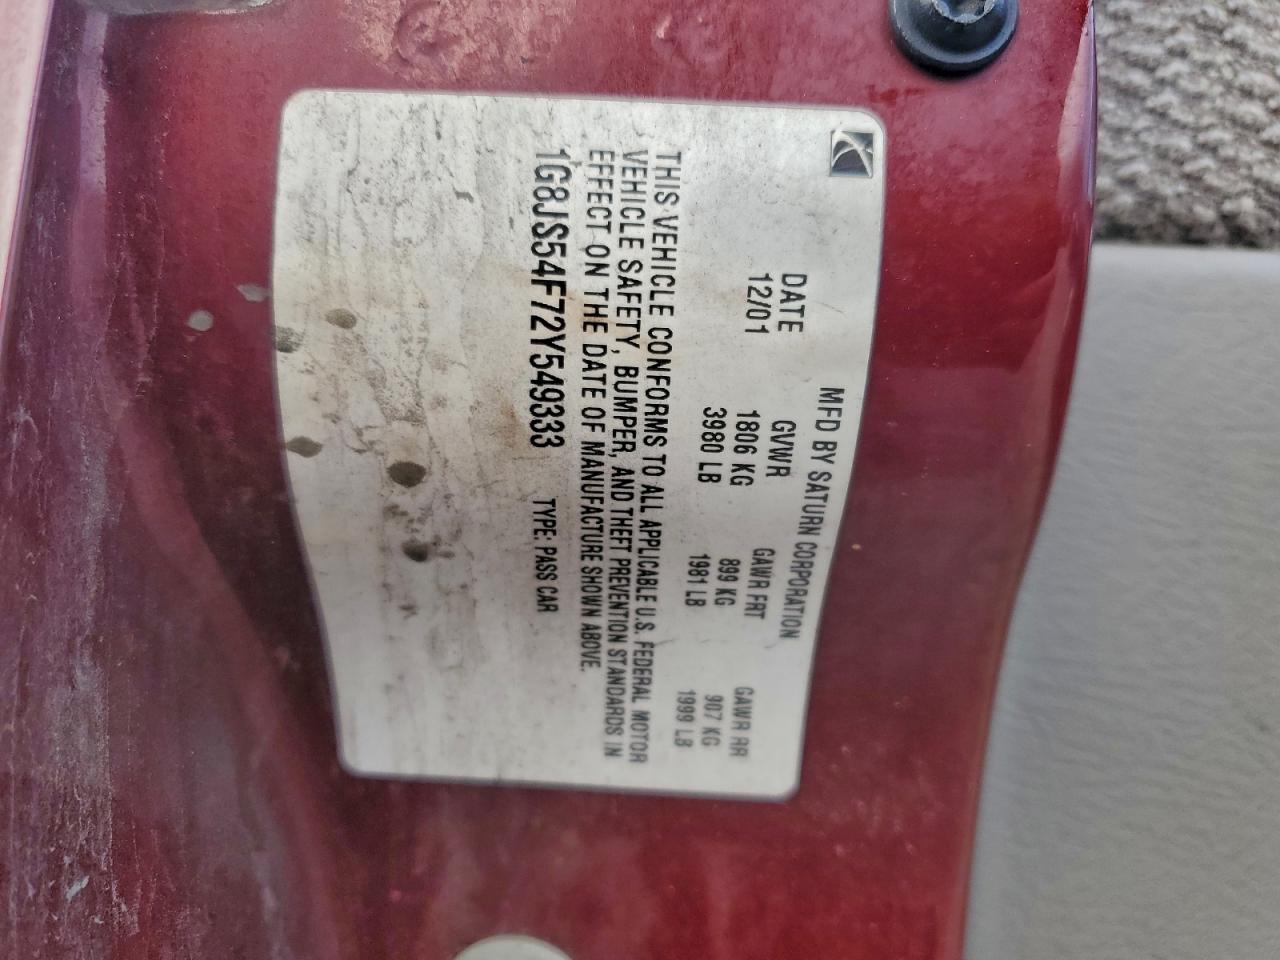 MFD BY SATURN CORPORATION
DATE GVWR GAWR FRT GAWR RR
12/01 1806 KG 899 KG 907 KG
3980 LB 1981 LB 1999 LB
THIS VEHICLE CONFORMS TO ALL APPLICABLE U.S. FEDERAL MOTOR
VEHICLE SAFETY, BUMPER, AND THEFT PREVENTION STANDARDS IN
EFFECT ON THE DATE OF MANUFACTURE SHOWN ABOVE.
1G8JS54F72Y549333 TYPE: PASS CAR